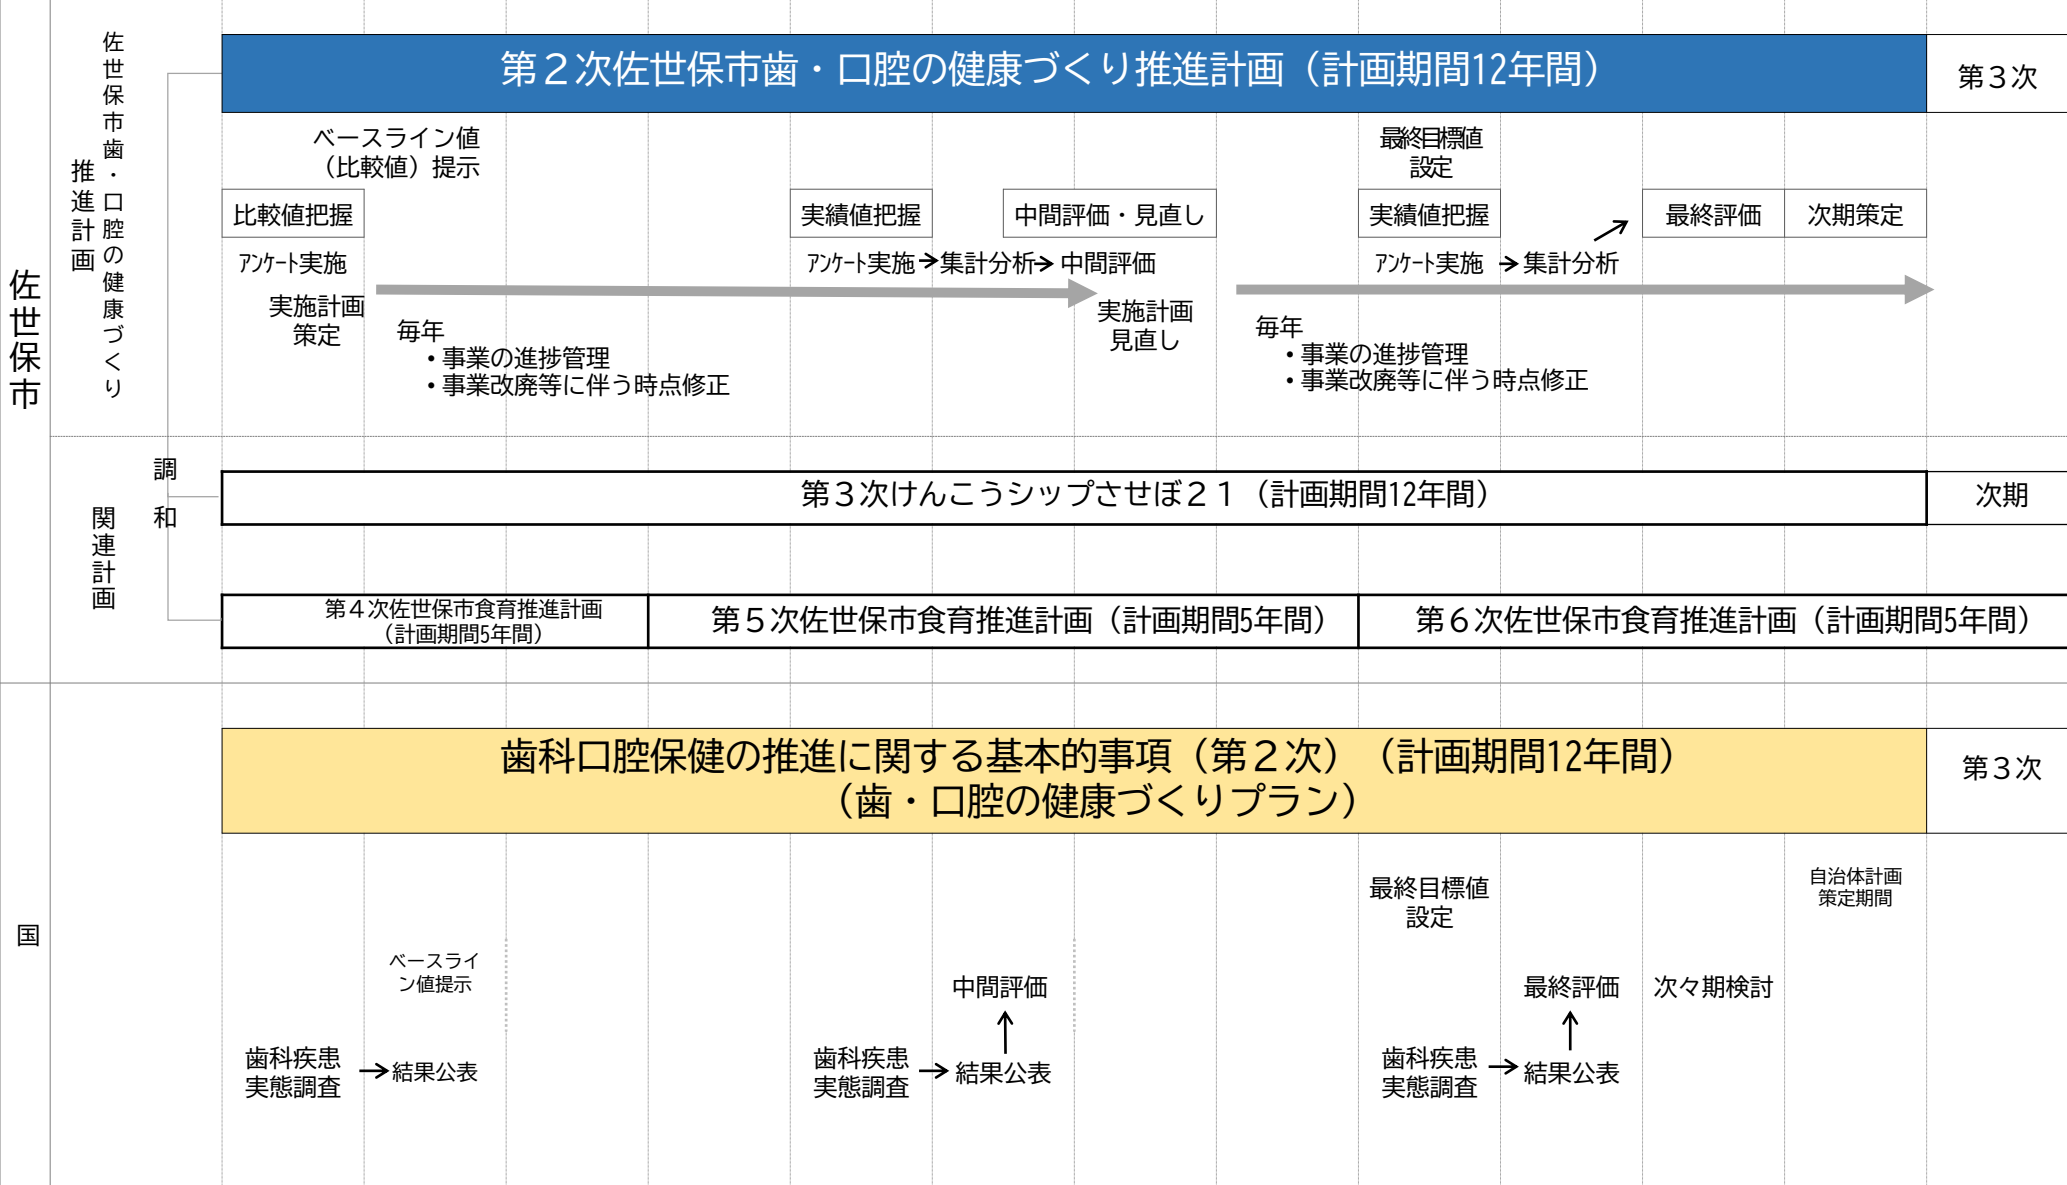 佐世保市
佐世保市歯・口腔の健康づくり
推進計画
第２次佐世保市歯・口腔の健康づくり推進計画（計画期間12年間）
第３次
ベースライン値
（比較値）提示
最終目標値
設定
比較値把握
実績値把握
中間評価・見直し
実績値把握
最終評価
次期策定
ｱﾝｹｰﾄ実施
ｱﾝｹｰﾄ実施→集計分析→中間評価
ｱﾝｹｰﾄ実施→集計分析
実施計画
策定
毎年
・事業の進捗管理
・事業改廃等に伴う時点修正
実施計画
見直し
毎年
・事業の進捗管理
・事業改廃等に伴う時点修正
調和
関連計画
第３次けんこうシップさせぼ２１（計画期間12年間）
次期
第４次佐世保市食育推進計画
（計画期間5年間）
第５次佐世保市食育推進計画（計画期間5年間）
第６次佐世保市食育推進計画（計画期間5年間）
国
歯科口腔保健の推進に関する基本的事項（第２次）（計画期間12年間）
（歯・口腔の健康づくりプラン）
第３次
最終目標値
設定
自治体計画
策定期間
ベースライ
ン値提示
中間評価
最終評価
次々期検討
歯科疾患
実態調査
→結果公表
歯科疾患
実態調査
→結果公表
歯科疾患
実態調査
→結果公表